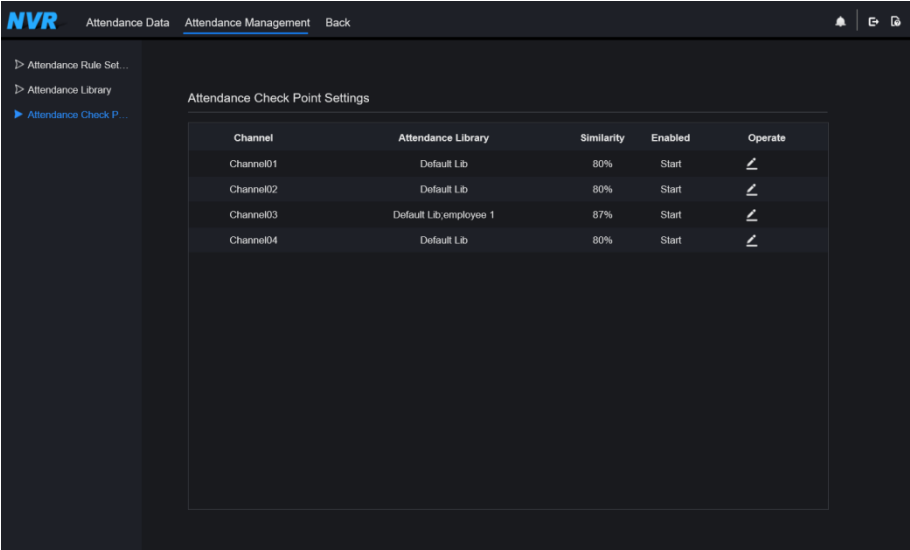 NVR Attendance Data Attendance Management Back
Attendance Rule Set...
Attendance Library
Attendance Check P...
Attendance Check Point Settings
Channel Attendance Library Similarity Enabled Operate
Channel01 Default Lib 80% Start
Channel02 Default Lib 80% Start
Channel03 Default Lib;employee 1 87% Start
Channel04 Default Lib 80% Start